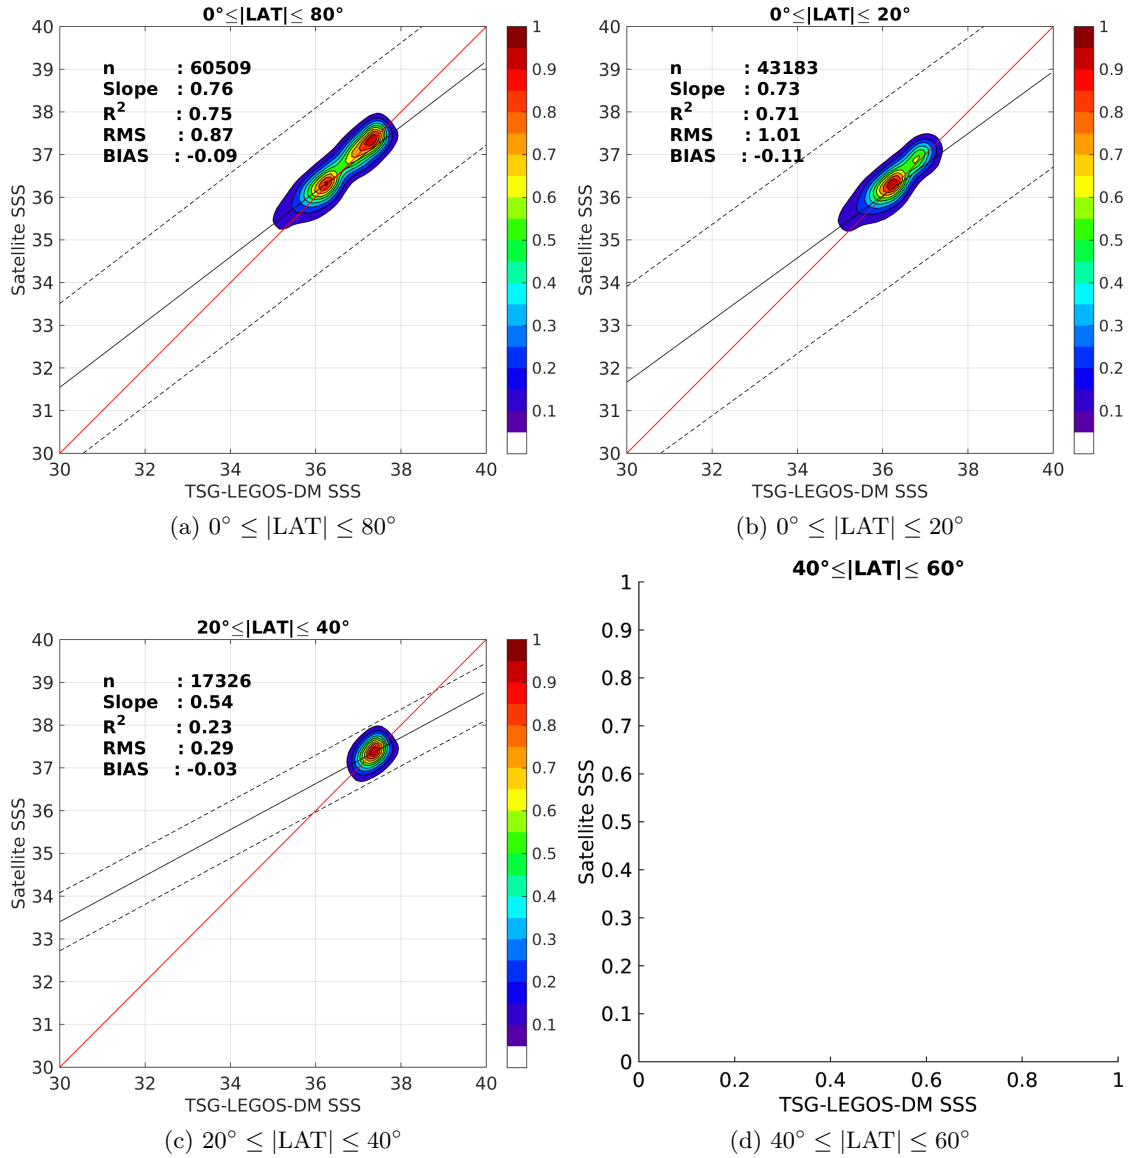 0°≤|LAT|≤ 80°
40
39
38
37
36
35
34
33
32
31
30
Satellite SSS
n : 60509
Slope : 0.76
R2 : 0.75
RMS : 0.87
BIAS : -0.09
30 32 34 36 38 40
TSG-LEGOS-DM SSS
1
0.9
0.8
0.7
0.6
0.5
0.4
0.3
0.2
0.1
(a) 0° ≤ |LAT| ≤ 80°
0°≤|LAT|≤ 20°
40
39
38
37
36
35
34
33
32
31
30
Satellite SSS
n : 43183
Slope : 0.73
R2 : 0.71
RMS : 1.01
BIAS : -0.11
30 32 34 36 38 40
TSG-LEGOS-DM SSS
1
0.9
0.8
0.7
0.6
0.5
0.4
0.3
0.2
0.1
(b) 0° ≤ |LAT| ≤ 20°
20°≤|LAT|≤ 40°
40
39
38
37
36
35
34
33
32
31
30
Satellite SSS
n : 17326
Slope : 0.54
R2 : 0.23
RMS : 0.29
BIAS : -0.03
30 32 34 36 38 40
TSG-LEGOS-DM SSS
1
0.9
0.8
0.7
0.6
0.5
0.4
0.3
0.2
0.1
(c) 20° ≤ |LAT| ≤ 40°
40°≤|LAT|≤ 60°
1
0.9
0.8
0.7
0.6
0.5
0.4
0.3
0.2
0.1
0
Satellite SSS
0 0.2 0.4 0.6 0.8 1
TSG-LEGOS-DM SSS
(d) 40° ≤ |LAT| ≤ 60°